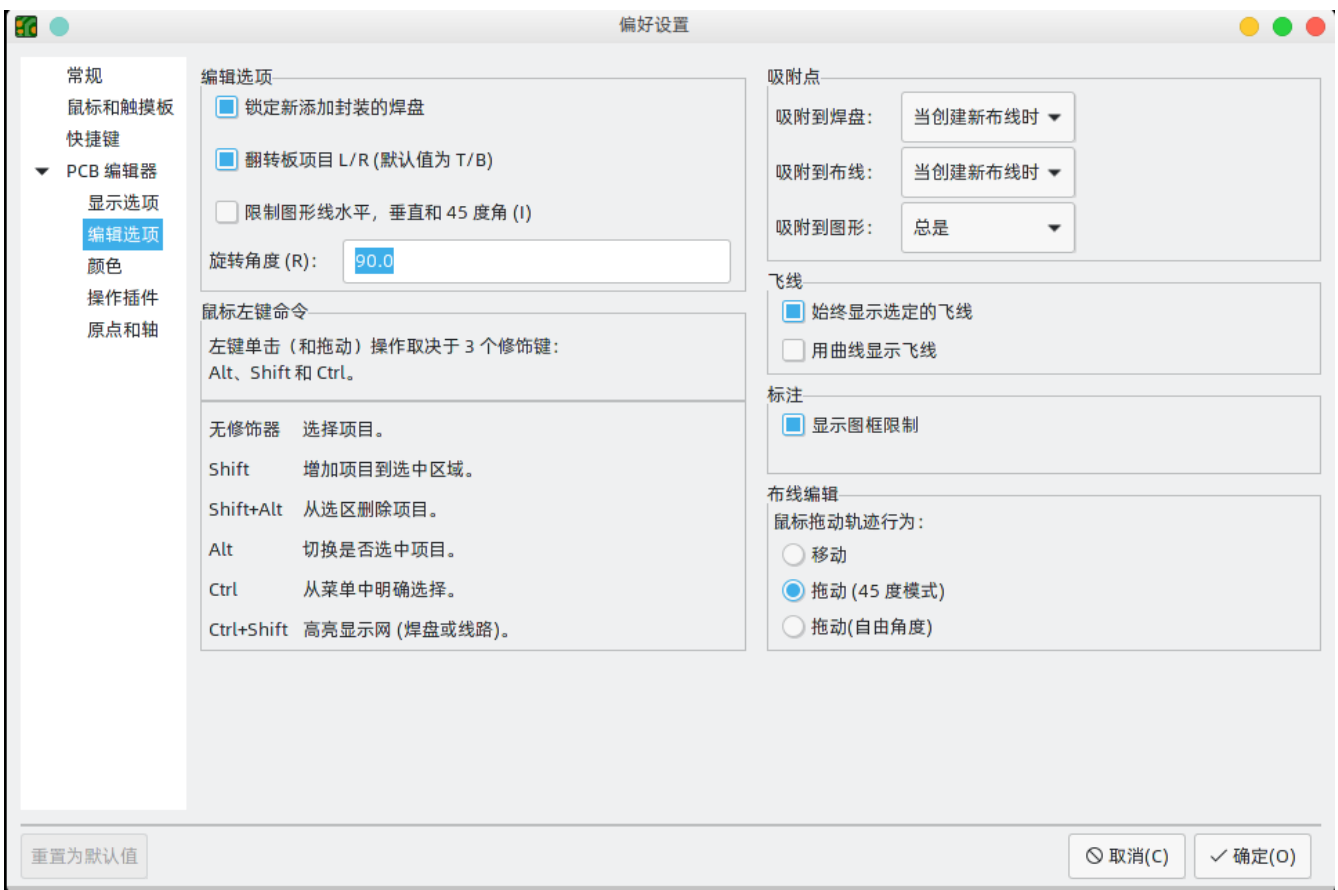 偏好设置
常规
鼠标和触摸板
快捷键
PCB 编辑器
显示选项
编辑选项
颜色
操作插件
原点和轴
编辑选项
锁定新添加封装的焊盘
翻转板项目 L/R (默认值为 T/B)
限制图形线水平，垂直和 45 度角 (I)
旋转角度 (R)： 90.0
鼠标左键命令
左键单击（和拖动）操作取决于 3 个修饰键：
Alt、Shift 和 Ctrl。
无修饰器 选择项目。
Shift 增加项目到选中区域。
Shift+Alt 从选区删除项目。
Alt 切换是否选中项目。
Ctrl 从菜单中明确选择。
Ctrl+Shift 高亮显示网 (焊盘或线路)。
吸附点
吸附到焊盘： 当创建新布线时
吸附到布线： 当创建新布线时
吸附到图形： 总是
飞线
始终显示选定的飞线
用曲线显示飞线
标注
显示图框限制
布线编辑
鼠标拖动轨迹行为：
移动
拖动 (45 度模式)
拖动(自由角度)
重置为默认值
取消(C)
确定(O)